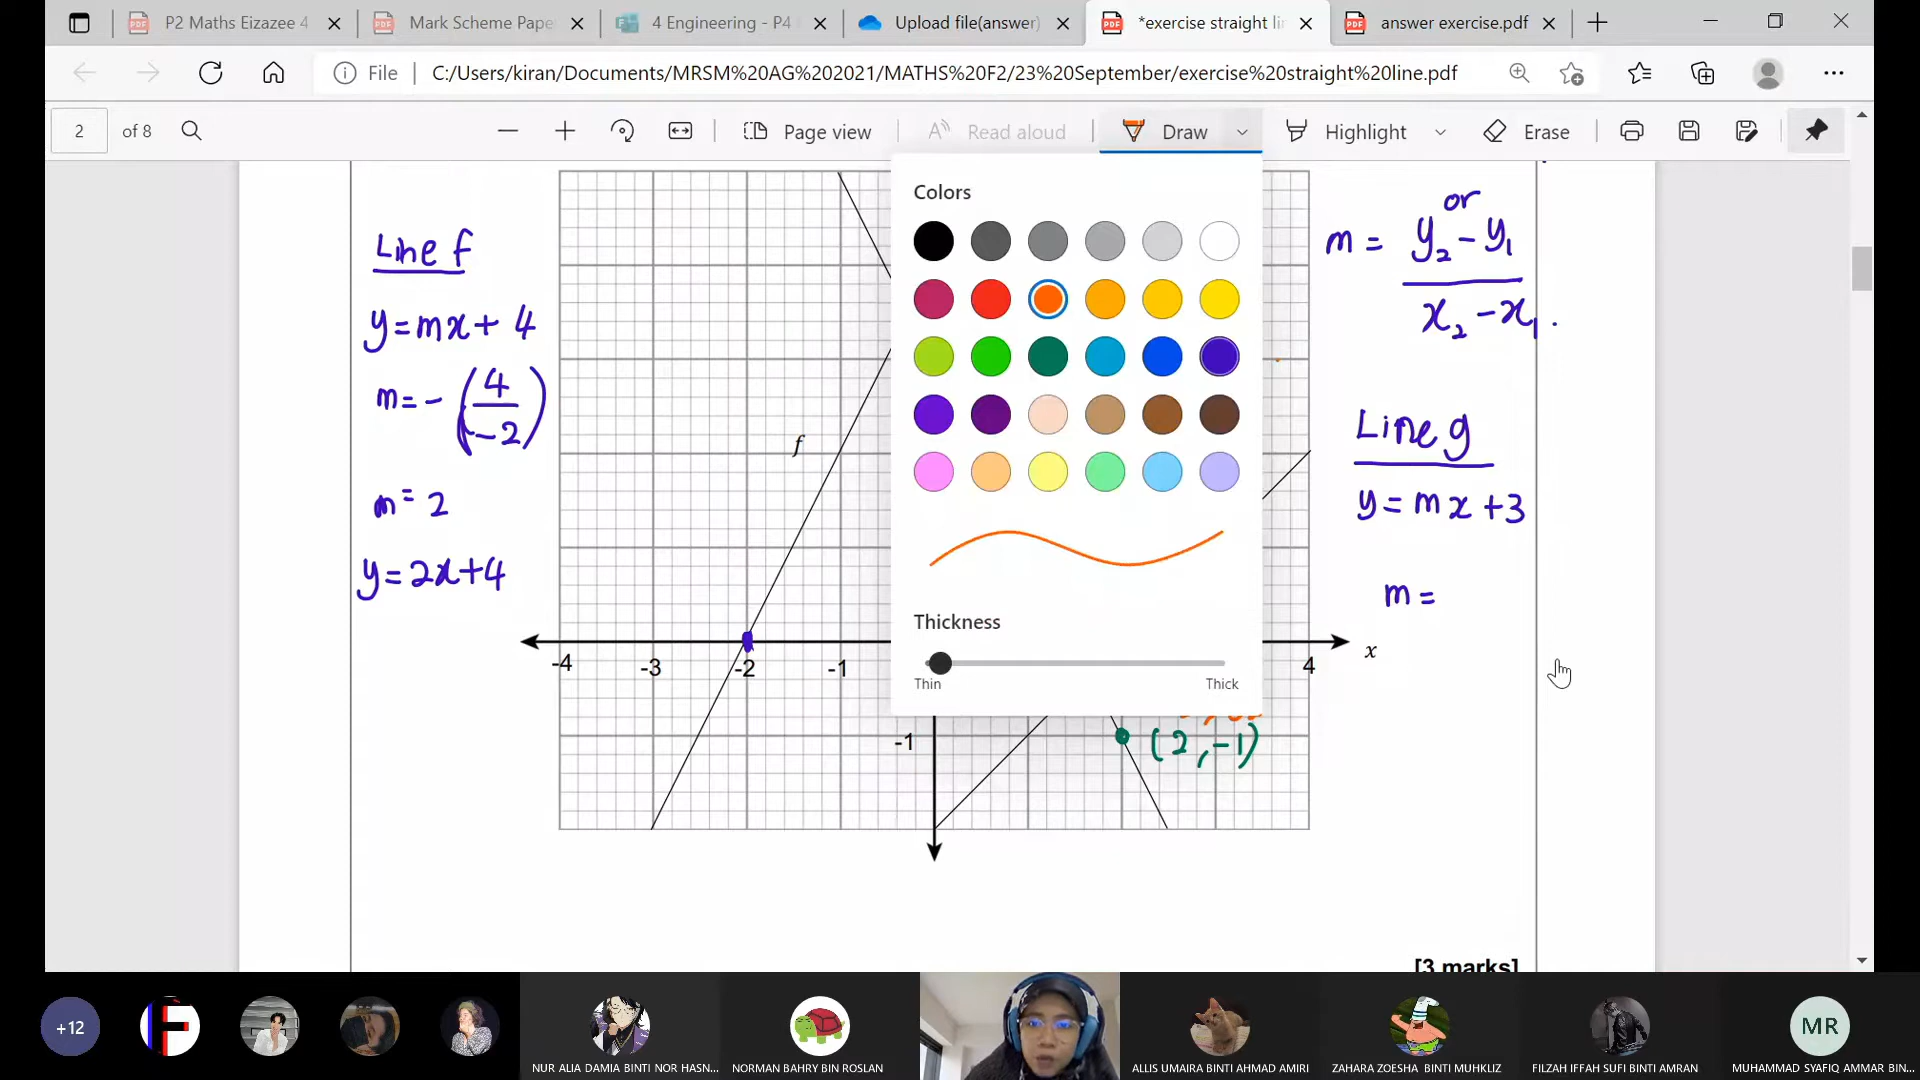 P2 Maths Eizazee 4
Mark Scheme Pape
4 Engineering - P4
Upload file(answer)
*exercise straight li
answer exercise.pdf
File
C:/Users/kiran/Documents/MRSM%20AG%202021/MATHS%20F2/23%20September/exercise%20straight%20line.pdf
2 of 8
Page view
Read aloud
Draw
Highlight
Erase
Colors
Thickness
Thin
Thick
Line f
y=mx+ 4
m=-(4/-2)
m= 2
y=2x+4
f
or
m = y2-y1
x2-x1.
Line g
y=mx+3
m=
-4 -3 -2 -1 4 x
-1
(2,-1)
[3 marks]
+12
F
NUR ALIA DAMIA BINTI NOR HASN...
NORMAN BAHRY BIN ROSLAN
ALLIS UMAIRA BINTI AHMAD AMIRI
ZAHARA ZOESHA BINTI MUHKLIZ
FILZAH IFFAH SUFI BINTI AMRAN
MR
MUHAMMAD SYAFIQ AMMAR BIN...